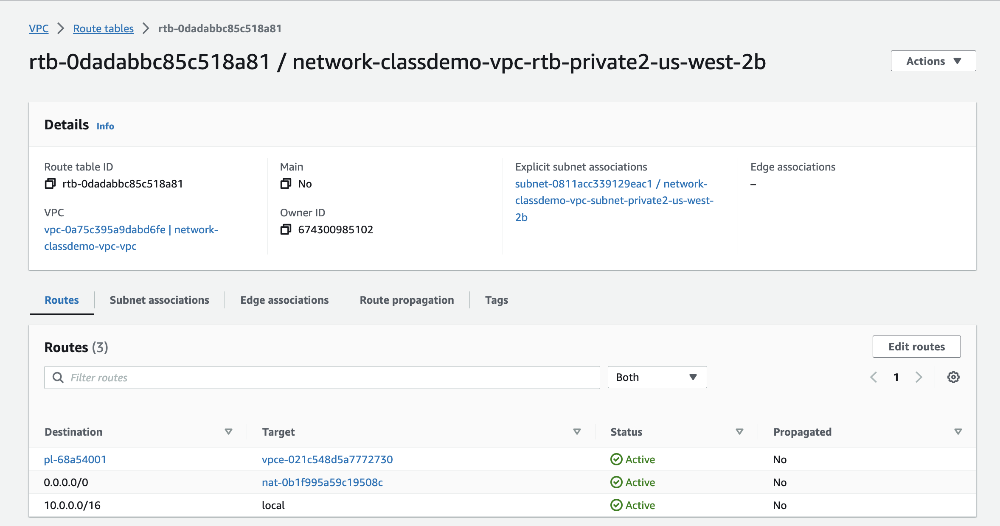 VPC > Route tables > rtb-0dadabbc85c518a81
rtb-0dadabbc85c518a81 / network-classdemo-vpc-rtb-private2-us-west-2b
Actions
Details Info
Route table ID
rtb-0dadabbc85c518a81
VPC
vpc-0a75c395a9dabd6fe | network-
classdemo-vpc-vpc
Main
No
Owner ID
674300985102
Explicit subnet associations
subnet-0811acc339129eac1 / network-
classdemo-vpc-subnet-private2-us-west-
2b
Edge associations
–
Routes Subnet associations Edge associations Route propagation Tags
Routes (3)
Edit routes
Filter routes
Both
1
Destination Target Status Propagated
pl-68a54001 vpce-021c548d5a7772730 Active No
0.0.0.0/0 nat-0b1f995a59c19508c Active No
10.0.0.0/16 local Active No